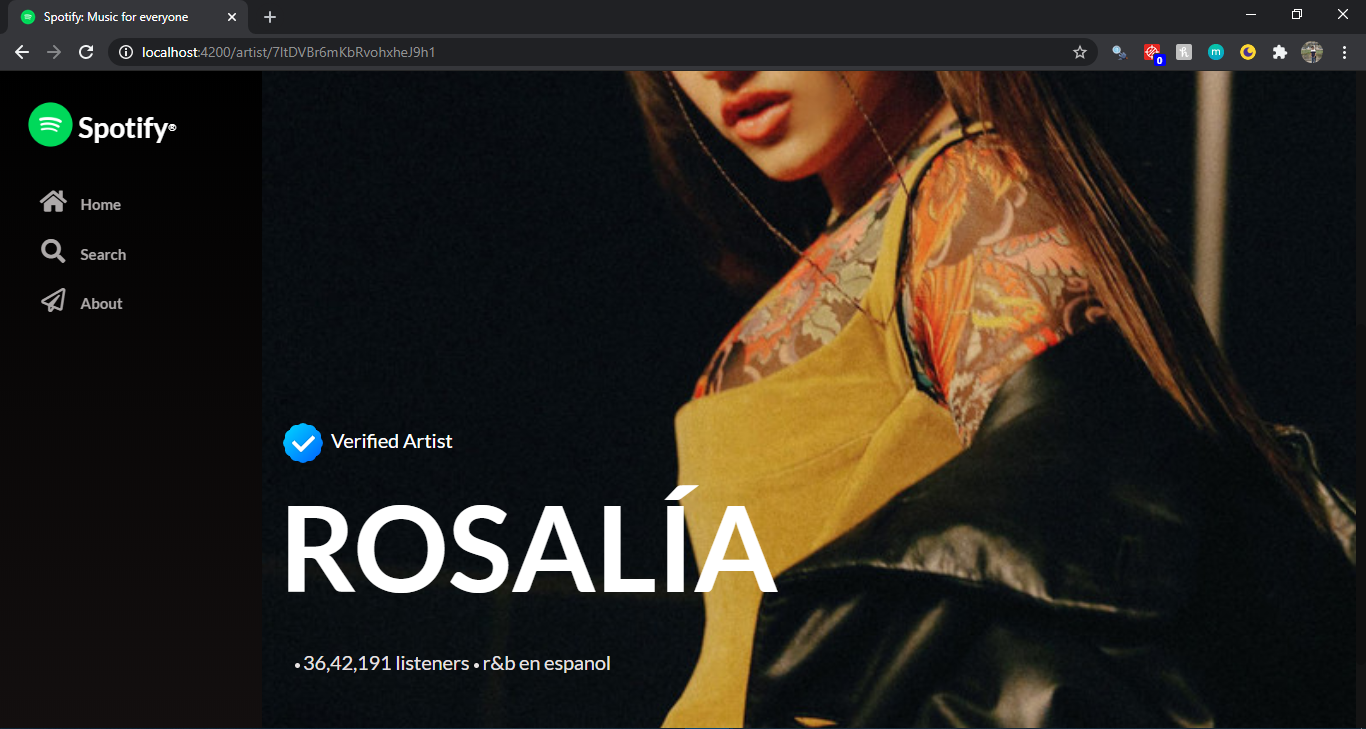 Spotify: Music for everyone
localhost:4200/artist/7ltDVBr6mKbRvohxheJ9h1
0
m
Spotify®
Home
Search
About
Verified Artist
ROSALÍA
• 36,42,191 listeners • r&b en espanol